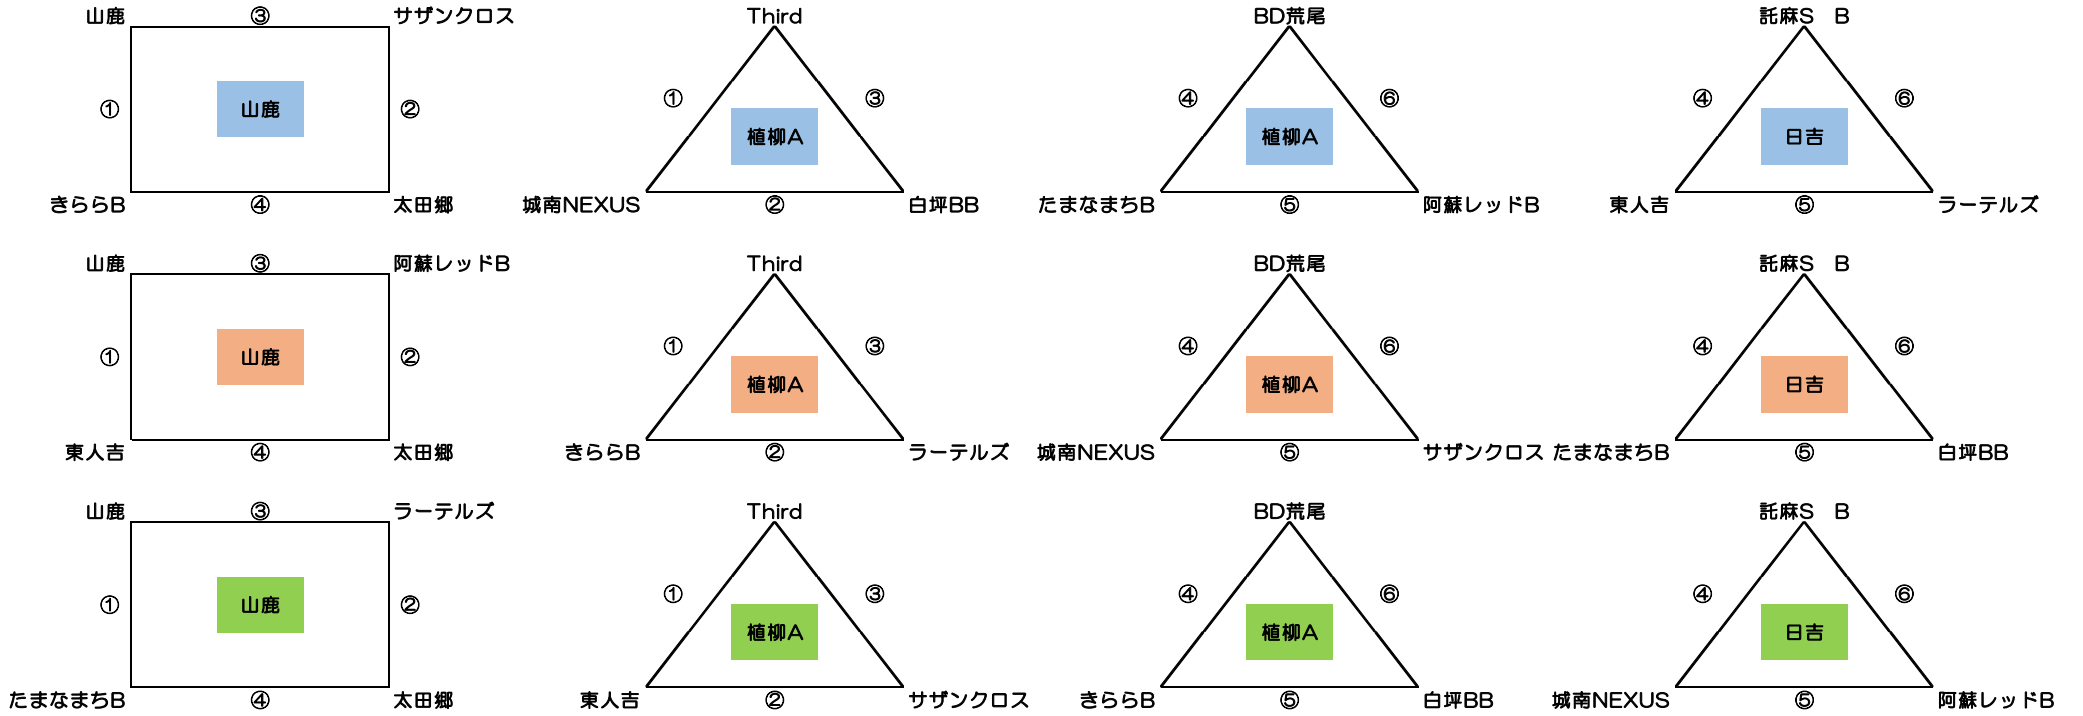 山鹿 ③ サザンクロス Third BD荒尾 託麻S　B
① 山鹿 ② ① ③ ④ ⑥ ④ ⑥
植柳A 植柳A 日吉
きららB ④ 太田郷 城南NEXUS ② 白坪BB たまなまちB ⑤ 阿蘇レッドB 東人吉 ⑤ ラーテルズ
山鹿 ③ 阿蘇レッドB Third BD荒尾 託麻S　B
① 山鹿 ② ① ③ ④ ⑥ ④ ⑥
植柳A 植柳A 日吉
東人吉 ④ 太田郷 きららB ② ラーテルズ 城南NEXUS ⑤ サザンクロス たまなまちB ⑤ 白坪BB
山鹿 ③ ラーテルズ Third BD荒尾 託麻S　B
① 山鹿 ② ① ③ ④ ⑥ ④ ⑥
植柳A 植柳A 日吉
たまなまちB ④ 太田郷 東人吉 ② サザンクロス きららB ⑤ 白坪BB 城南NEXUS ⑤ 阿蘇レッドB